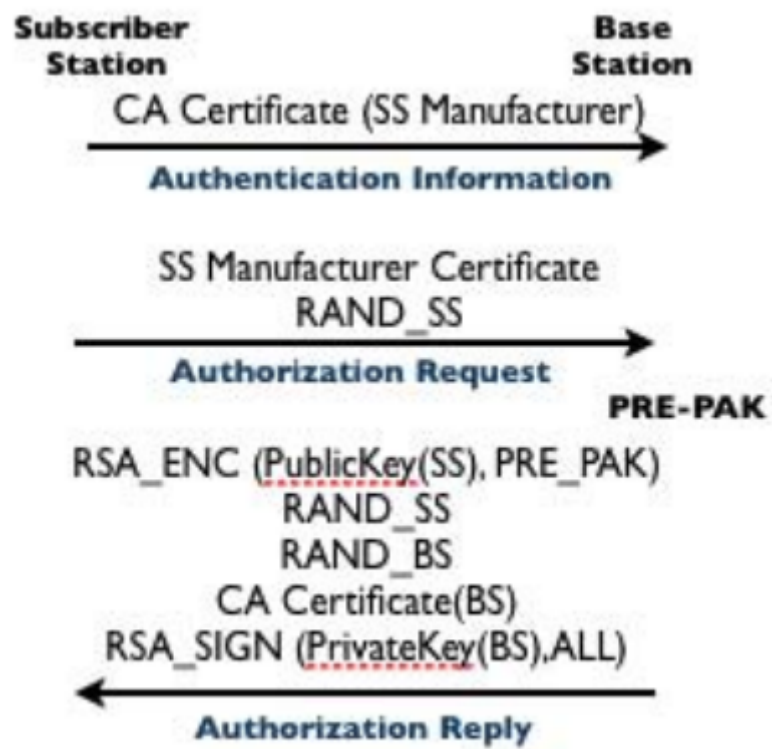 Subscriber
Station
Base
Station
CA Certificate (SS Manufacturer)
Authentication Information
SS Manufacturer Certificate
RAND_SS
Authorization Request
PRE-PAK
RSA_ENC (PublicKey(SS), PRE_PAK)
RAND_SS
RAND_BS
CA Certificate(BS)
RSA_SIGN (PrivateKey(BS),ALL)
Authorization Reply